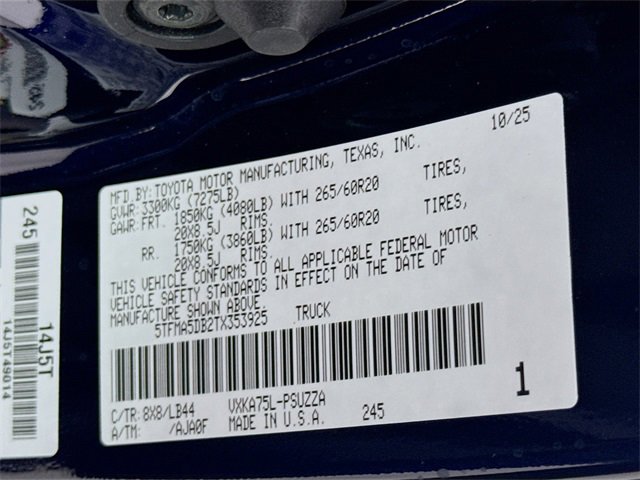 10/25
MFD. BY: TOYOTA MOTOR MANUFACTURING, TEXAS, INC.
GVWR: 3300KG (7275LB)
GAWR: FRT. 1850KG (4080LB) WITH 265/60R20 TIRES,
20X8.5J RIMS.
RR. 1750KG (3860LB) WITH 265/60R20 TIRES,
20X8.5J RIMS.
THIS VEHICLE CONFORMS TO ALL APPLICABLE FEDERAL MOTOR
VEHICLE SAFETY STANDARDS IN EFFECT ON THE DATE OF
MANUFACTURE SHOWN ABOVE.
5TFMA5DB2TX353925 TRUCK
C/TR: 8X8/LB44 VXKA75L-PSUZZA
A/TM: /AJA0F MADE IN U.S.A. 245
1
245
14J5T
14J5T49014